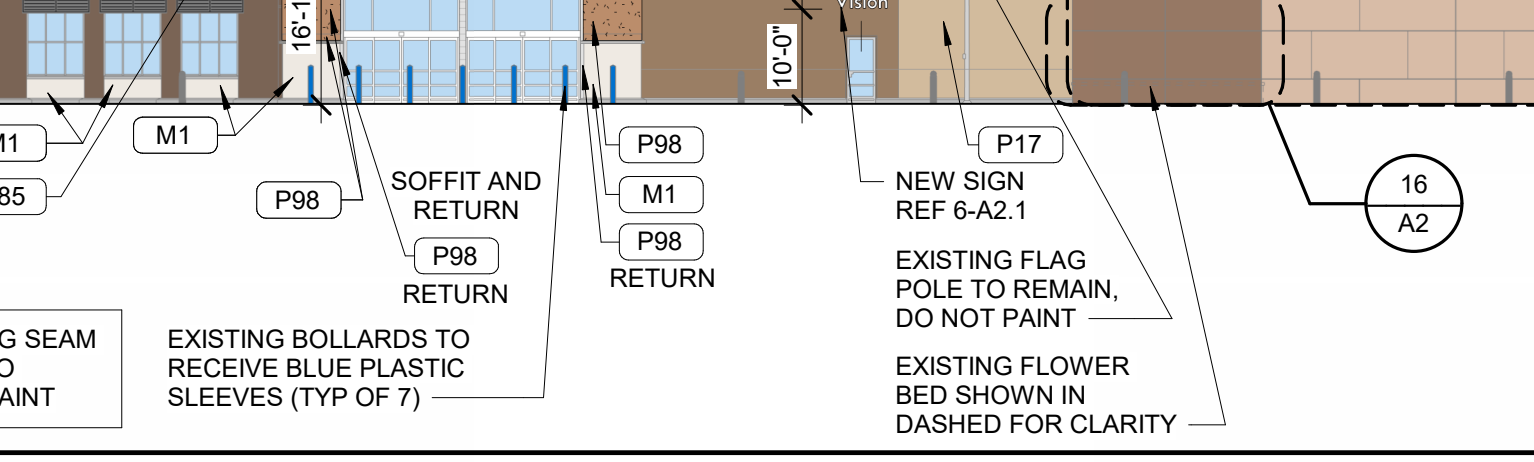 Vision
16'-1
10'-0"
M1
M1
85
P98
SOFFIT AND
RETURN
P98
RETURN
P98
M1
P98
RETURN
P17
NEW SIGN
REF 6-A2.1
16
A2
EXISTING FLAG
POLE TO REMAIN,
DO NOT PAINT
EXISTING FLOWER
BED SHOWN IN
DASHED FOR CLARITY
G SEAM
O
AINT
EXISTING BOLLARDS TO
RECEIVE BLUE PLASTIC
SLEEVES (TYP OF 7)